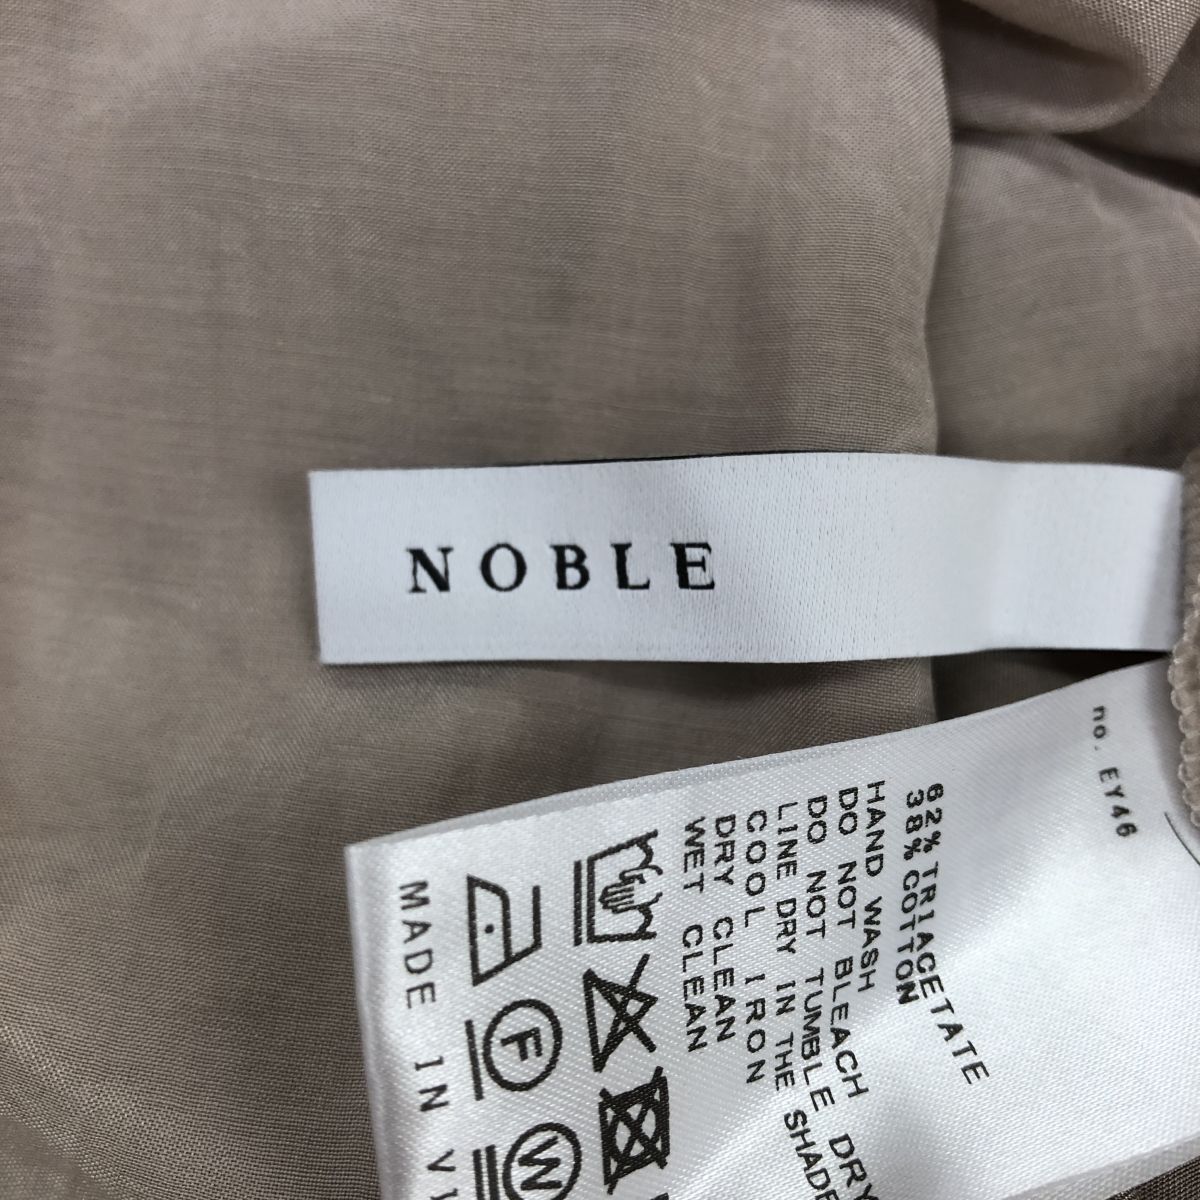 NOBLE
no. EY46
62% TRIACETATE
38% COTTON
HAND WASH
DO NOT BLEACH
DO NOT TUMBLE DRY
LINE DRY IN THE SHADE
COOL IRON
DRY CLEAN
WET CLEAN
F
W
MADE IN